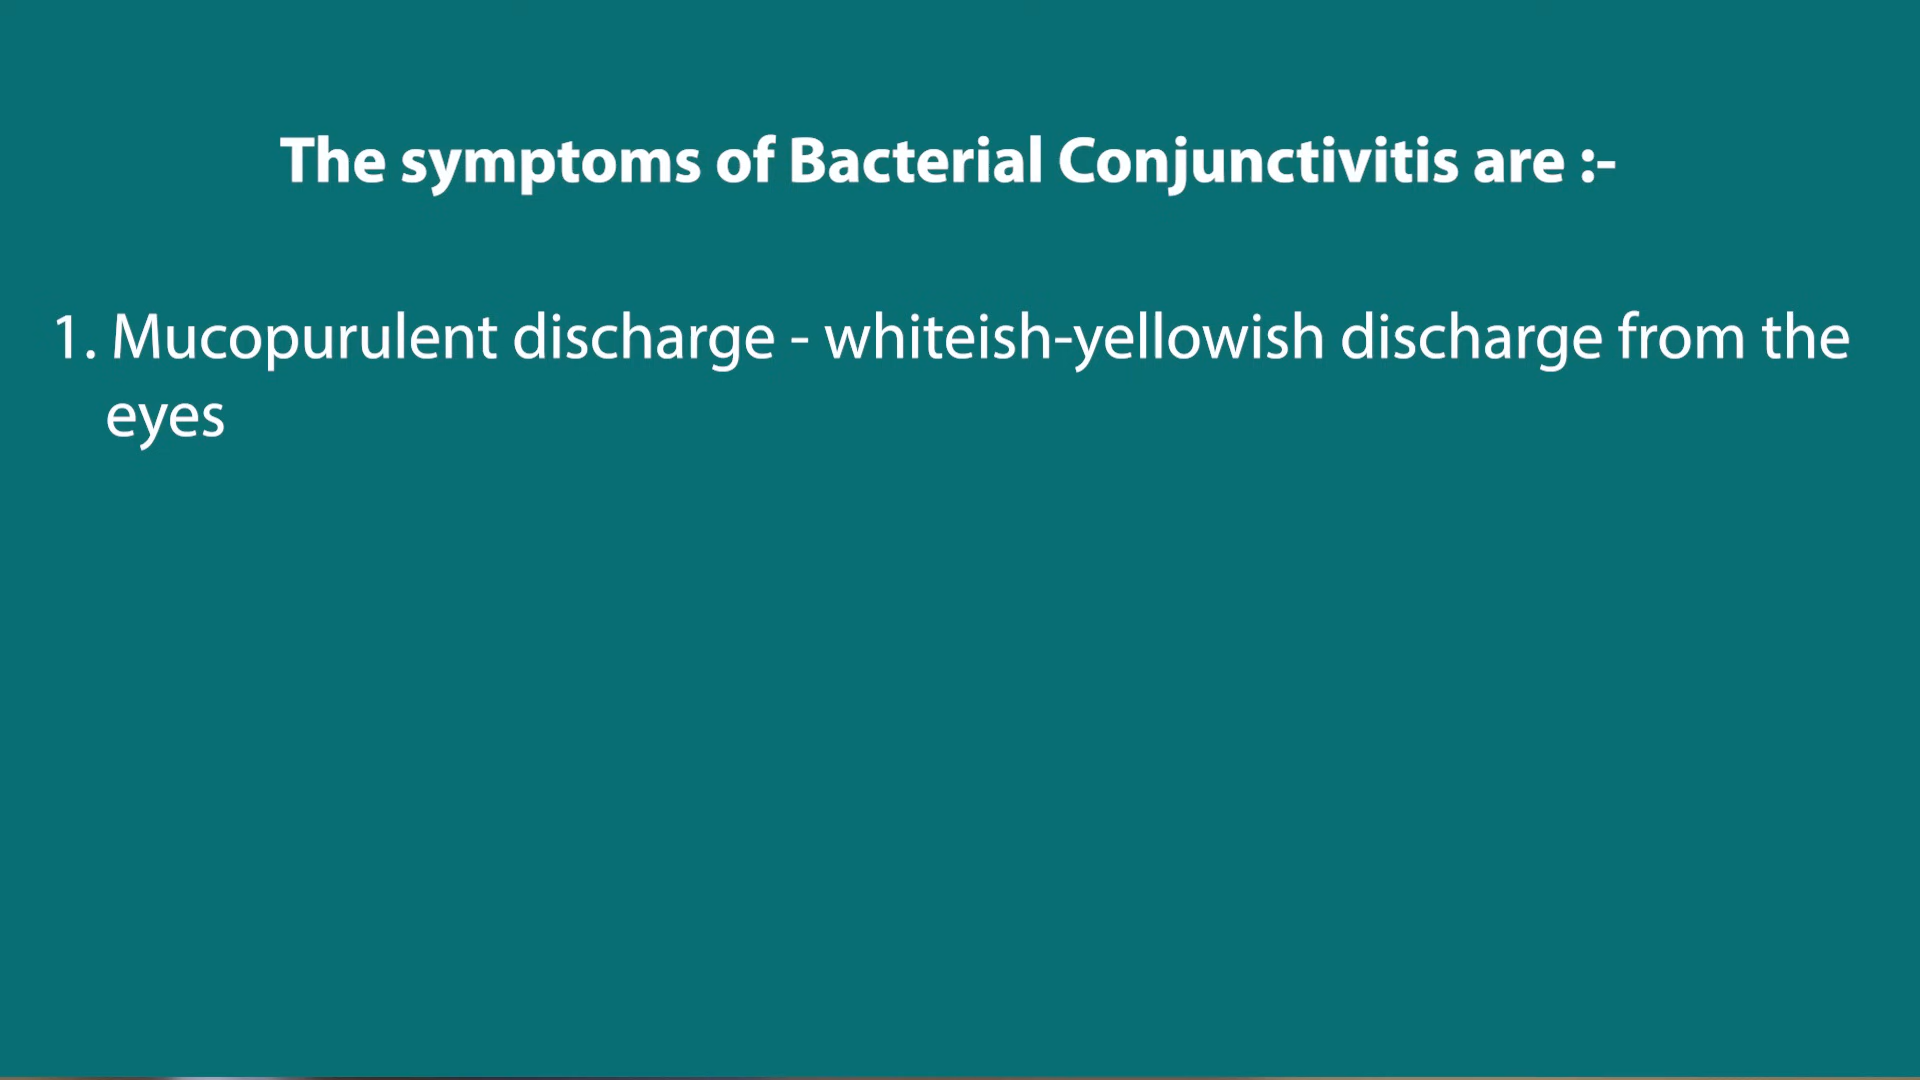 The symptoms of Bacterial Conjunctivitis are :-
1. Mucopurulent discharge - whiteish-yellowish discharge from the
eyes